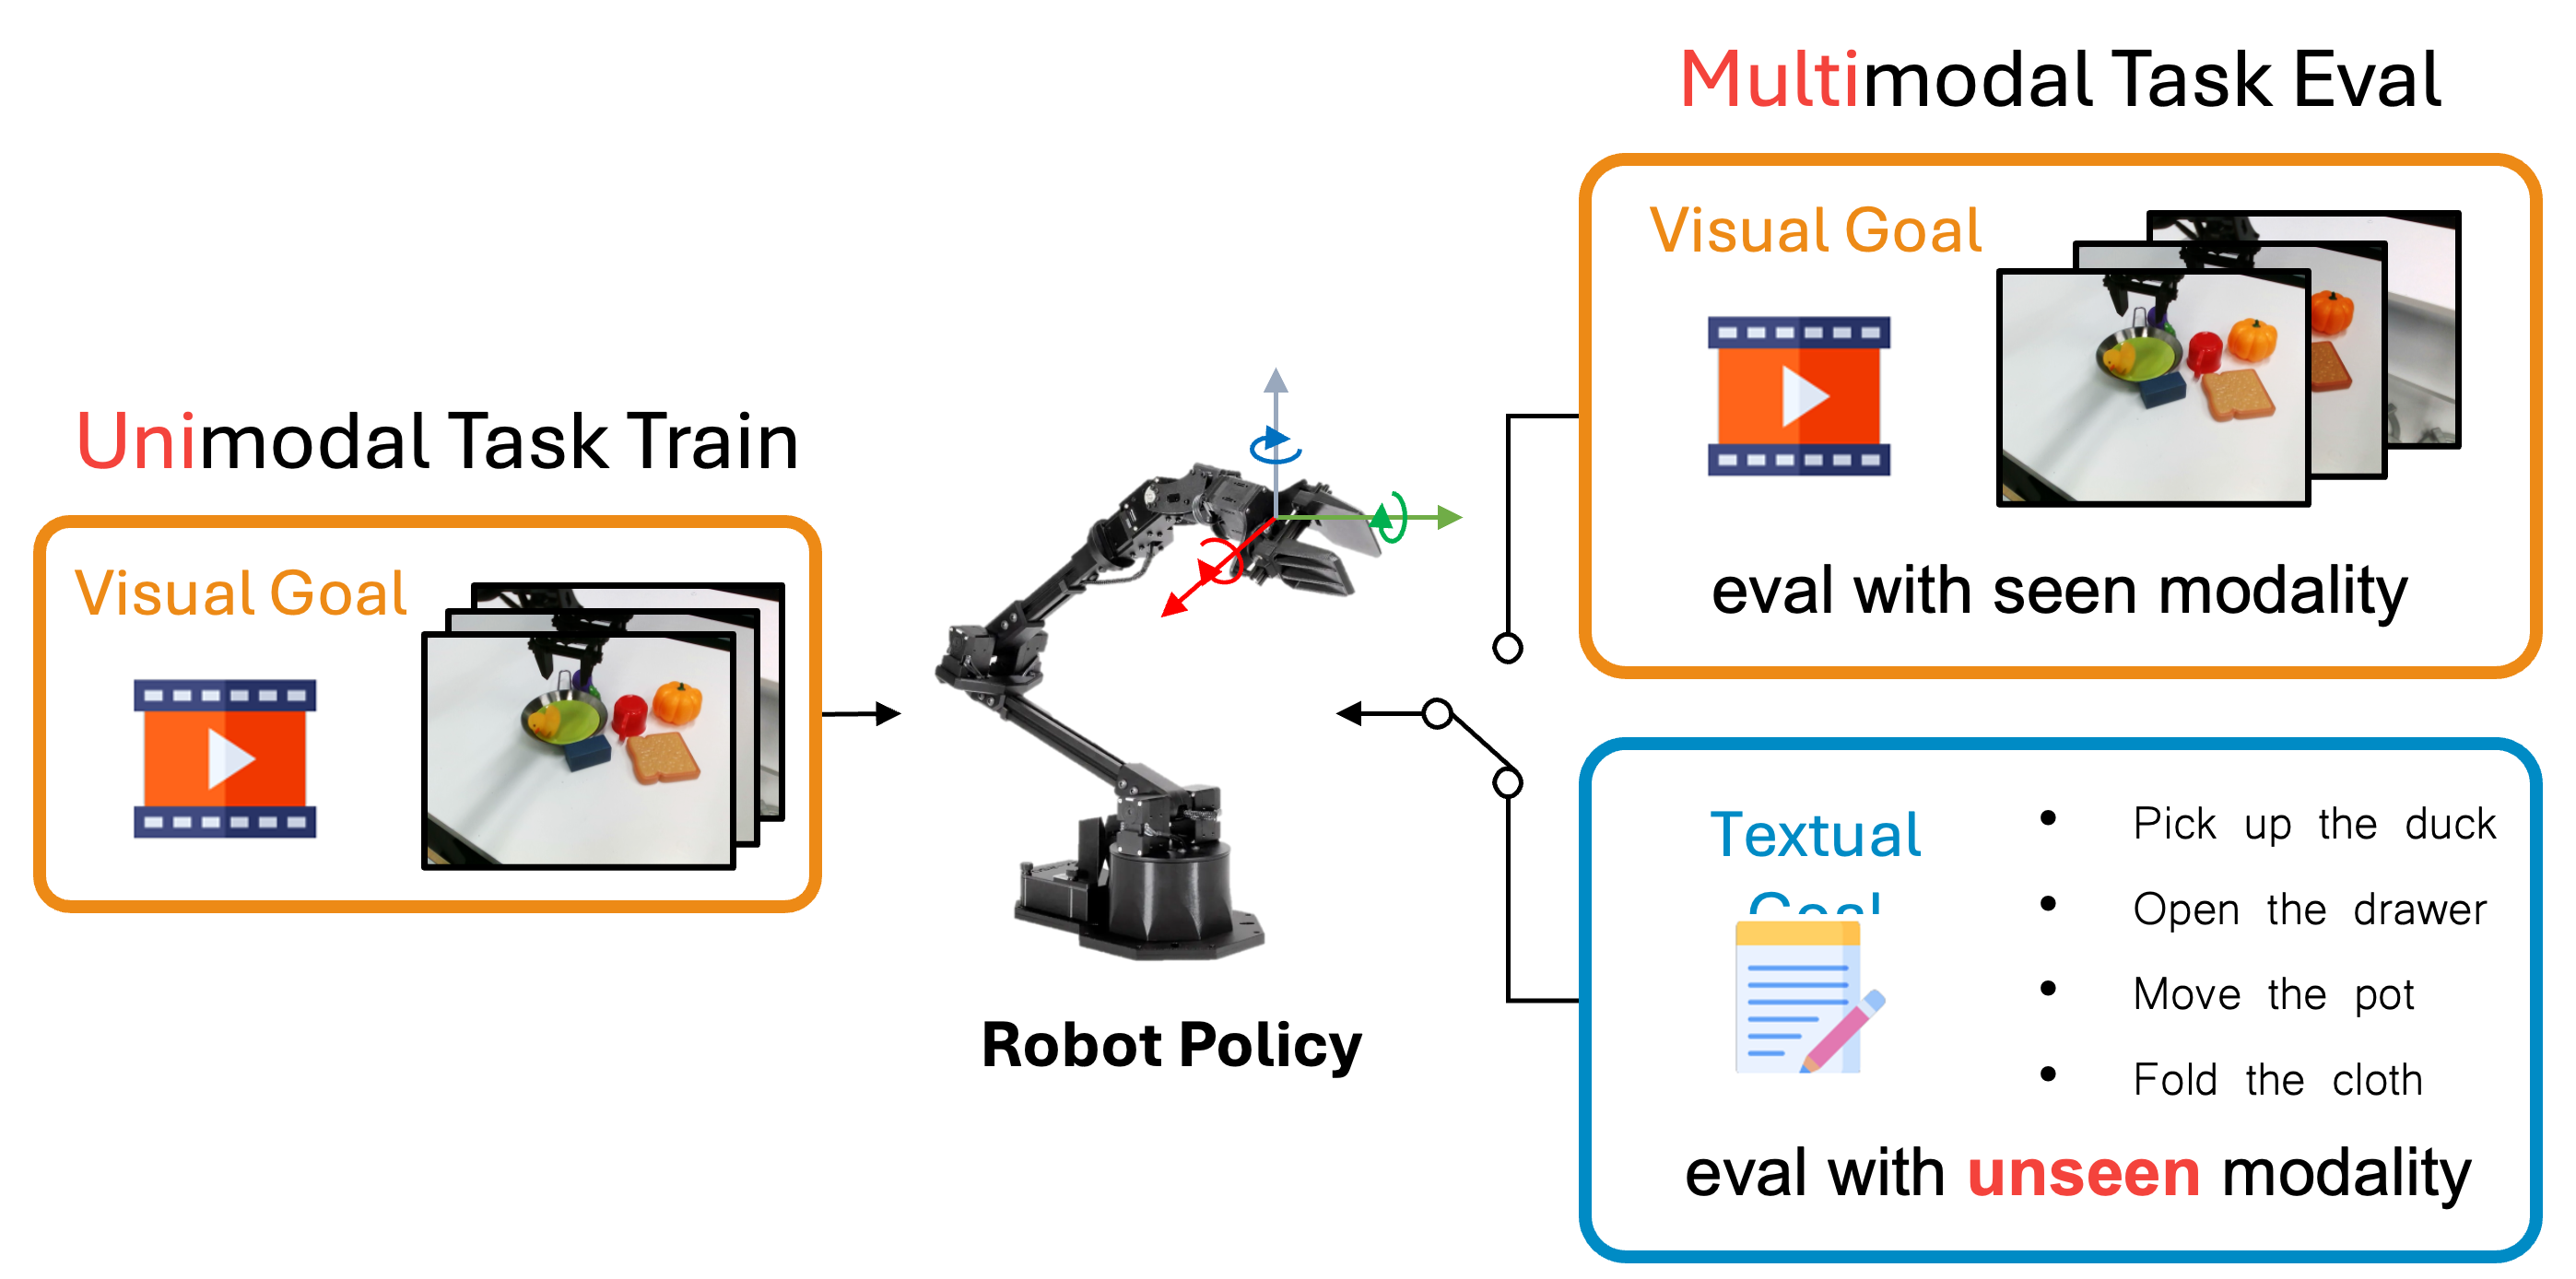 Unimodal Task Train
Visual Goal
Robot Policy
Multimodal Task Eval
Visual Goal
eval with seen modality
Textual
Goal
• Pick up the duck
• Open the drawer
• Move the pot
• Fold the cloth
eval with unseen modality